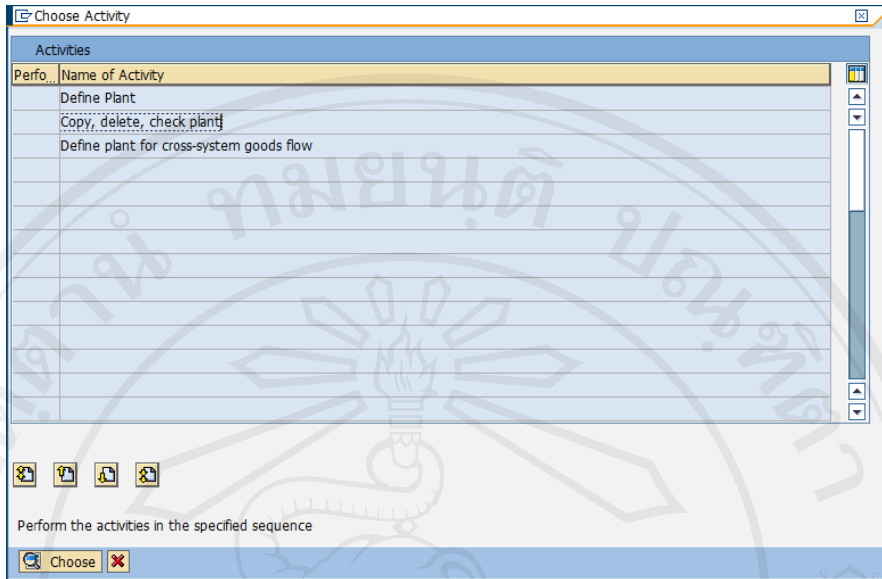 Choose Activity
Activities
Perfo... Name of Activity
Define Plant
Copy, delete, check plant
Define plant for cross-system goods flow
Perform the activities in the specified sequence
Choose